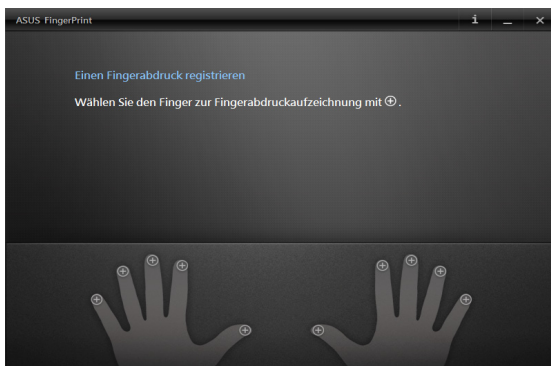 ASUS FingerPrint
Einen Fingerabdruck registrieren
Wählen Sie den Finger zur Fingerabdruckaufzeichnung mit ⊕ .